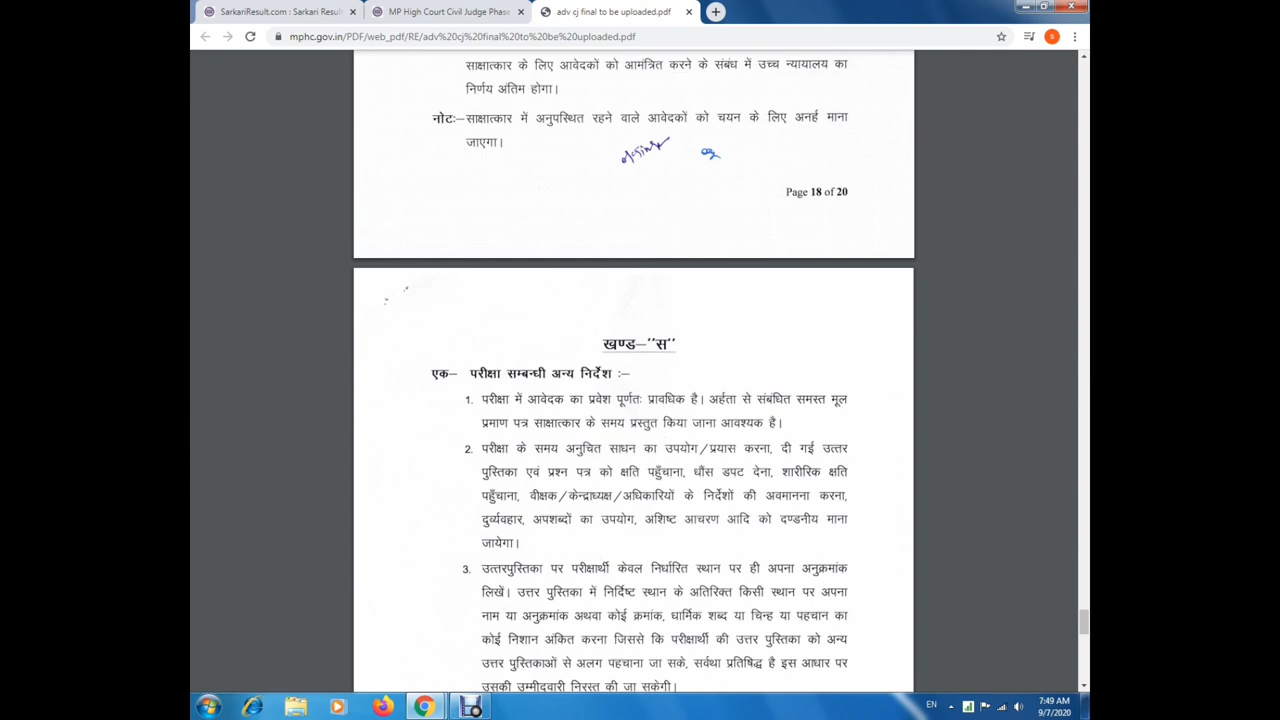 SarkariResult.com : Sarkari Result
MP High Court Civil Judge Phase
adv cj final to be uploaded.pdf
mphc.gov.in/PDF/web_pdf/RE/adv%20cj%20final%20to%20be%20uploaded.pdf
साक्षात्कार के लिए आवेदकों को आमंत्रित करने के संबंध में उच्च न्यायालय का
निर्णय अंतिम होगा।
नोटः–साक्षात्कार में अनुपस्थित रहने वाले आवेदकों को चयन के लिए अनर्ह माना
जाएगा।
Page 18 of 20
खण्ड–"स"
एक– परीक्षा सम्बन्धी अन्य निर्देश :–
1. परीक्षा में आवेदक का प्रवेश पूर्णतः प्रावधिक है। अर्हता से संबंधित समस्त मूल
प्रमाण पत्र साक्षात्कार के समय प्रस्तुत किया जाना आवश्यक है।
2. परीक्षा के समय अनुचित साधन का उपयोग/प्रयास करना, दी गई उत्तर
पुस्तिका एवं प्रश्न पत्र को क्षति पहुँचाना, धौंस डपट देना, शारीरिक क्षति
पहुँचाना, वीक्षक/केन्द्राध्यक्ष/अधिकारियों के निर्देशों की अवमानना करना,
दुर्व्यवहार, अपशब्दों का उपयोग, अशिष्ट आचरण आदि को दण्डनीय माना
जायेगा।
3. उत्तरपुस्तिका पर परीक्षार्थी केवल निर्धारित स्थान पर ही अपना अनुक्रमांक
लिखें। उत्तर पुस्तिका में निर्दिष्ट स्थान के अतिरिक्त किसी स्थान पर अपना
नाम या अनुक्रमांक अथवा कोई क्रमांक, धार्मिक शब्द या चिन्ह या पहचान का
कोई निशान अंकित करना जिससे कि परीक्षार्थी की उत्तर पुस्तिका को अन्य
उत्तर पुस्तिकाओं से अलग पहचाना जा सके, सर्वथा प्रतिषिद्ध है इस आधार पर
उसकी उम्मीदवारी निरस्त की जा सकेगी।
EN
7:49 AM
9/7/2020